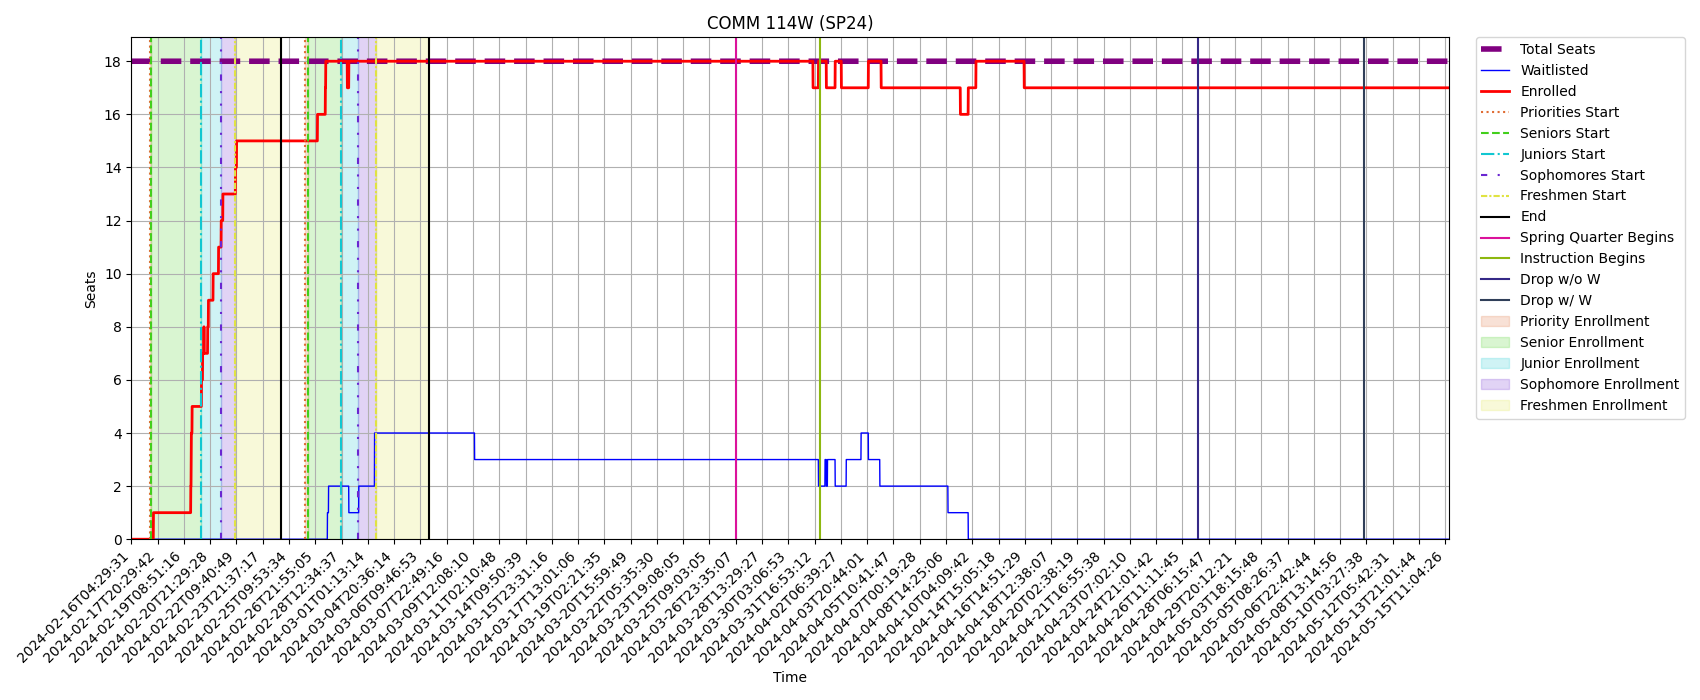 COMM 114W (SP24)
Seats
18
16
14
12
10
8
6
4
2
0
2024-02-16T04:29:31
2024-02-17T20:29:42
2024-02-19T08:51:16
2024-02-20T21:29:28
2024-02-22T09:40:49
2024-02-23T21:37:17
2024-02-25T09:53:34
2024-02-26T21:55:05
2024-02-28T12:34:37
2024-03-01T01:13:14
2024-03-04T20:36:14
2024-03-06T09:46:53
2024-03-07T22:49:16
2024-03-09T12:08:10
2024-03-11T02:10:48
2024-03-14T09:50:39
2024-03-15T23:31:16
2024-03-17T13:01:06
2024-03-19T02:21:35
2024-03-20T15:59:49
2024-03-22T05:35:30
2024-03-23T19:08:05
2024-03-25T09:03:05
2024-03-26T23:35:07
2024-03-28T13:29:27
2024-03-30T03:06:53
2024-03-31T16:53:12
2024-04-02T06:39:27
2024-04-03T20:44:01
2024-04-05T10:41:47
2024-04-07T00:19:28
2024-04-08T14:25:06
2024-04-10T04:09:42
2024-04-14T15:05:18
2024-04-16T14:51:29
2024-04-18T12:38:07
2024-04-20T02:38:19
2024-04-21T16:55:38
2024-04-23T07:02:10
2024-04-24T21:01:42
2024-04-26T11:11:45
2024-04-28T06:15:47
2024-04-29T20:12:21
2024-05-03T18:15:48
2024-05-05T08:26:37
2024-05-06T22:42:44
2024-05-08T13:14:56
2024-05-10T03:27:38
2024-05-12T05:42:31
2024-05-13T21:01:44
2024-05-15T11:04:26
Time
Total Seats
Waitlisted
Enrolled
Priorities Start
Seniors Start
Juniors Start
Sophomores Start
Freshmen Start
End
Spring Quarter Begins
Instruction Begins
Drop w/o W
Drop w/ W
Priority Enrollment
Senior Enrollment
Junior Enrollment
Sophomore Enrollment
Freshmen Enrollment